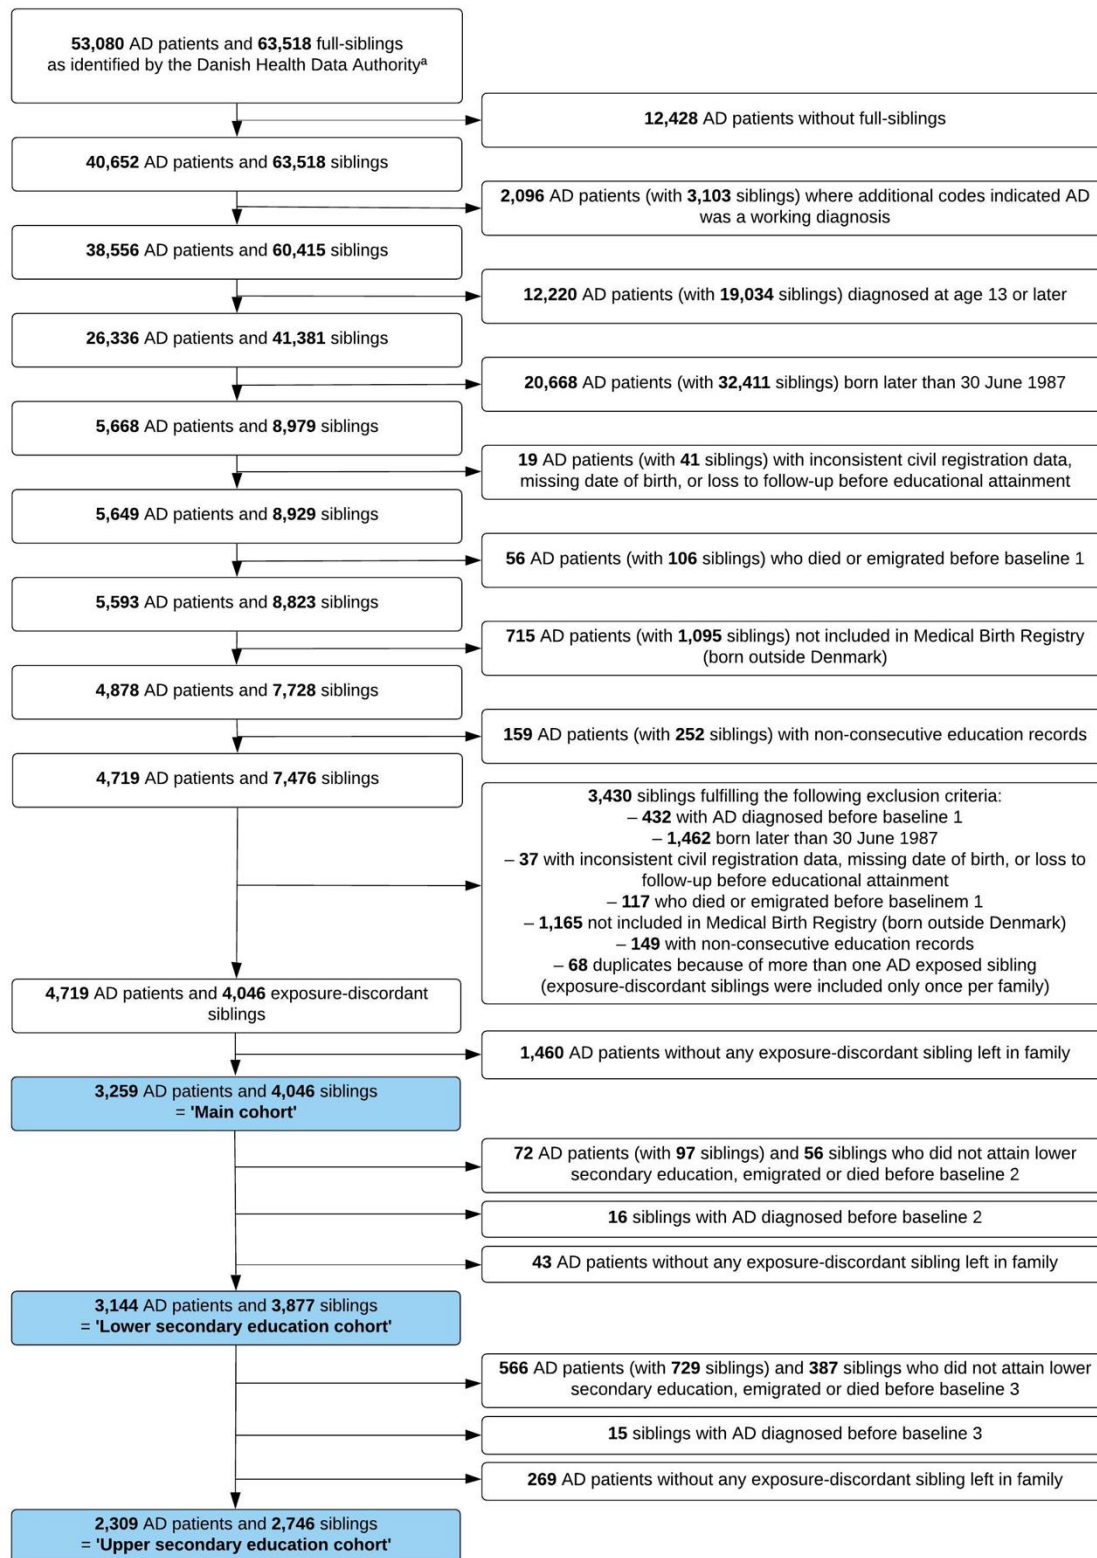 53,080 AD patients and 63,518 full-siblings
as identified by the Danish Health Data Authorityᵃ
12,428 AD patients without full-siblings
40,652 AD patients and 63,518 siblings
2,096 AD patients (with 3,103 siblings) where additional codes indicated AD
was a working diagnosis
38,556 AD patients and 60,415 siblings
12,220 AD patients (with 19,034 siblings) diagnosed at age 13 or later
26,336 AD patients and 41,381 siblings
20,668 AD patients (with 32,411 siblings) born later than 30 June 1987
5,668 AD patients and 8,979 siblings
19 AD patients (with 41 siblings) with inconsistent civil registration data,
missing date of birth, or loss to follow-up before educational attainment
5,649 AD patients and 8,929 siblings
56 AD patients (with 106 siblings) who died or emigrated before baseline 1
5,593 AD patients and 8,823 siblings
715 AD patients (with 1,095 siblings) not included in Medical Birth Registry
(born outside Denmark)
4,878 AD patients and 7,728 siblings
159 AD patients (with 252 siblings) with non-consecutive education records
4,719 AD patients and 7,476 siblings
3,430 siblings fulfilling the following exclusion criteria:
– 432 with AD diagnosed before baseline 1
– 1,462 born later than 30 June 1987
– 37 with inconsistent civil registration data, missing date of birth, or loss to
follow-up before educational attainment
– 117 who died or emigrated before baselinem 1
– 1,165 not included in Medical Birth Registry (born outside Denmark)
– 149 with non-consecutive education records
– 68 duplicates because of more than one AD exposed sibling
(exposure-discordant siblings were included only once per family)
4,719 AD patients and 4,046 exposure-discordant
siblings
1,460 AD patients without any exposure-discordant sibling left in family
3,259 AD patients and 4,046 siblings
= 'Main cohort'
72 AD patients (with 97 siblings) and 56 siblings who did not attain lower
secondary education, emigrated or died before baseline 2
16 siblings with AD diagnosed before baseline 2
43 AD patients without any exposure-discordant sibling left in family
3,144 AD patients and 3,877 siblings
= 'Lower secondary education cohort'
566 AD patients (with 729 siblings) and 387 siblings who did not attain lower
secondary education, emigrated or died before baseline 3
15 siblings with AD diagnosed before baseline 3
269 AD patients without any exposure-discordant sibling left in family
2,309 AD patients and 2,746 siblings
= 'Upper secondary education cohort'